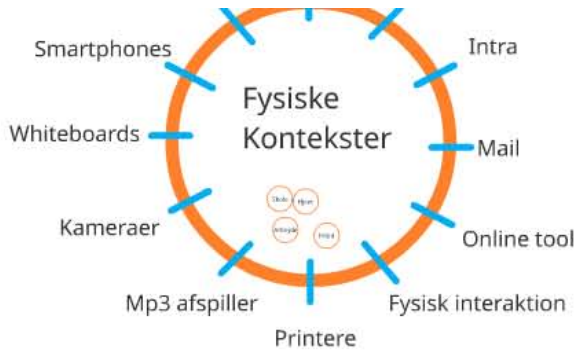 Smartphones
Intra
Fysiske
Kontekster
Whiteboards
Mail
Kameraer
Online tool
Mp3 afspiller
Fysisk interaktion
Printere